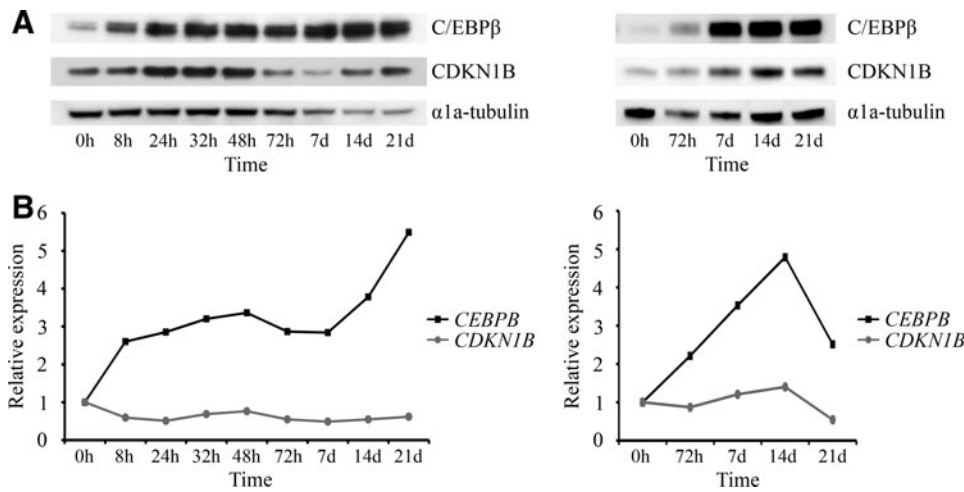 A
C/EBPβ
CDKN1B
α1a-tubulin
0h 8h 24h 32h 48h 72h 7d 14d 21d
Time
C/EBPβ
CDKN1B
α1a-tubulin
0h 72h 7d 14d 21d
Time
B
Relative expression
6
5
4
3
2
1
0
0h 8h 24h 32h 48h 72h 7d 14d 21d
Time
CEBPB
CDKN1B
Relative expression
6
5
4
3
2
1
0
0h 72h 7d 14d 21d
Time
CEBPB
CDKN1B